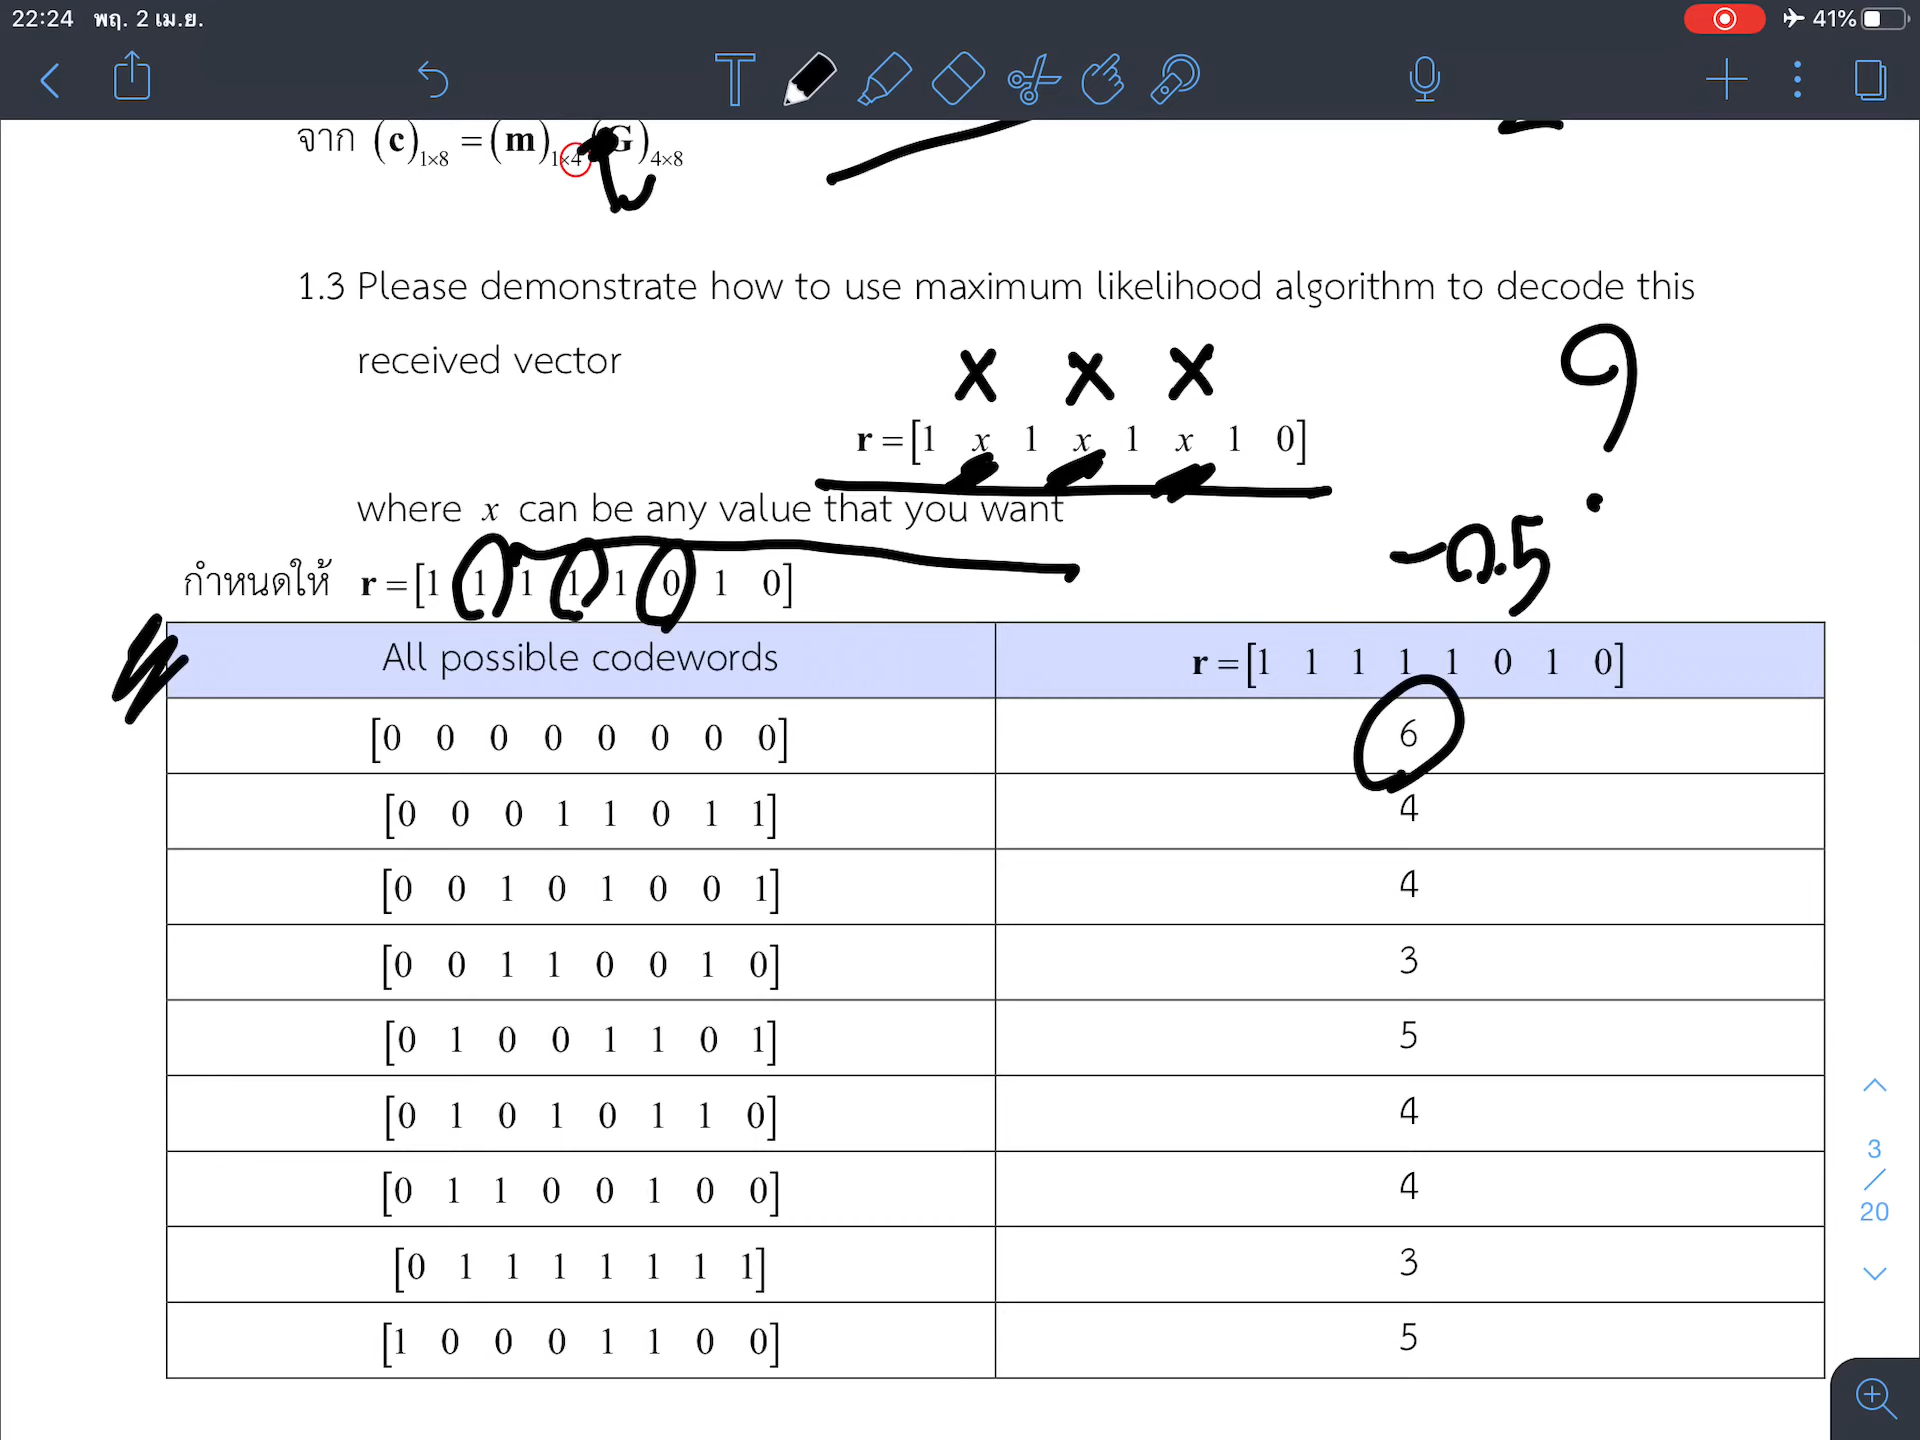 22:24 พฤ. 2 เม.ย.
41%
จาก (c)1×8 = (m)1×4 (G)4×8
1.3 Please demonstrate how to use maximum likelihood algorithm to decode this
received vector
x x x
?
r = [1 x 1 x 1 x 1 0]
where x can be any value that you want
-0.5
กำหนดให้ r = [1 1 1 1 1 0 1 0]
All possible codewords r = [1 1 1 1 1 0 1 0]
[0 0 0 0 0 0 0 0] 6
[0 0 0 1 1 0 1 1] 4
[0 0 1 0 1 0 0 1] 4
[0 0 1 1 0 0 1 0] 3
[0 1 0 0 1 1 0 1] 5
[0 1 0 1 0 1 1 0] 4
[0 1 1 0 0 1 0 0] 4
[0 1 1 1 1 1 1 1] 3
[1 0 0 0 1 1 0 0] 5
3
/
20